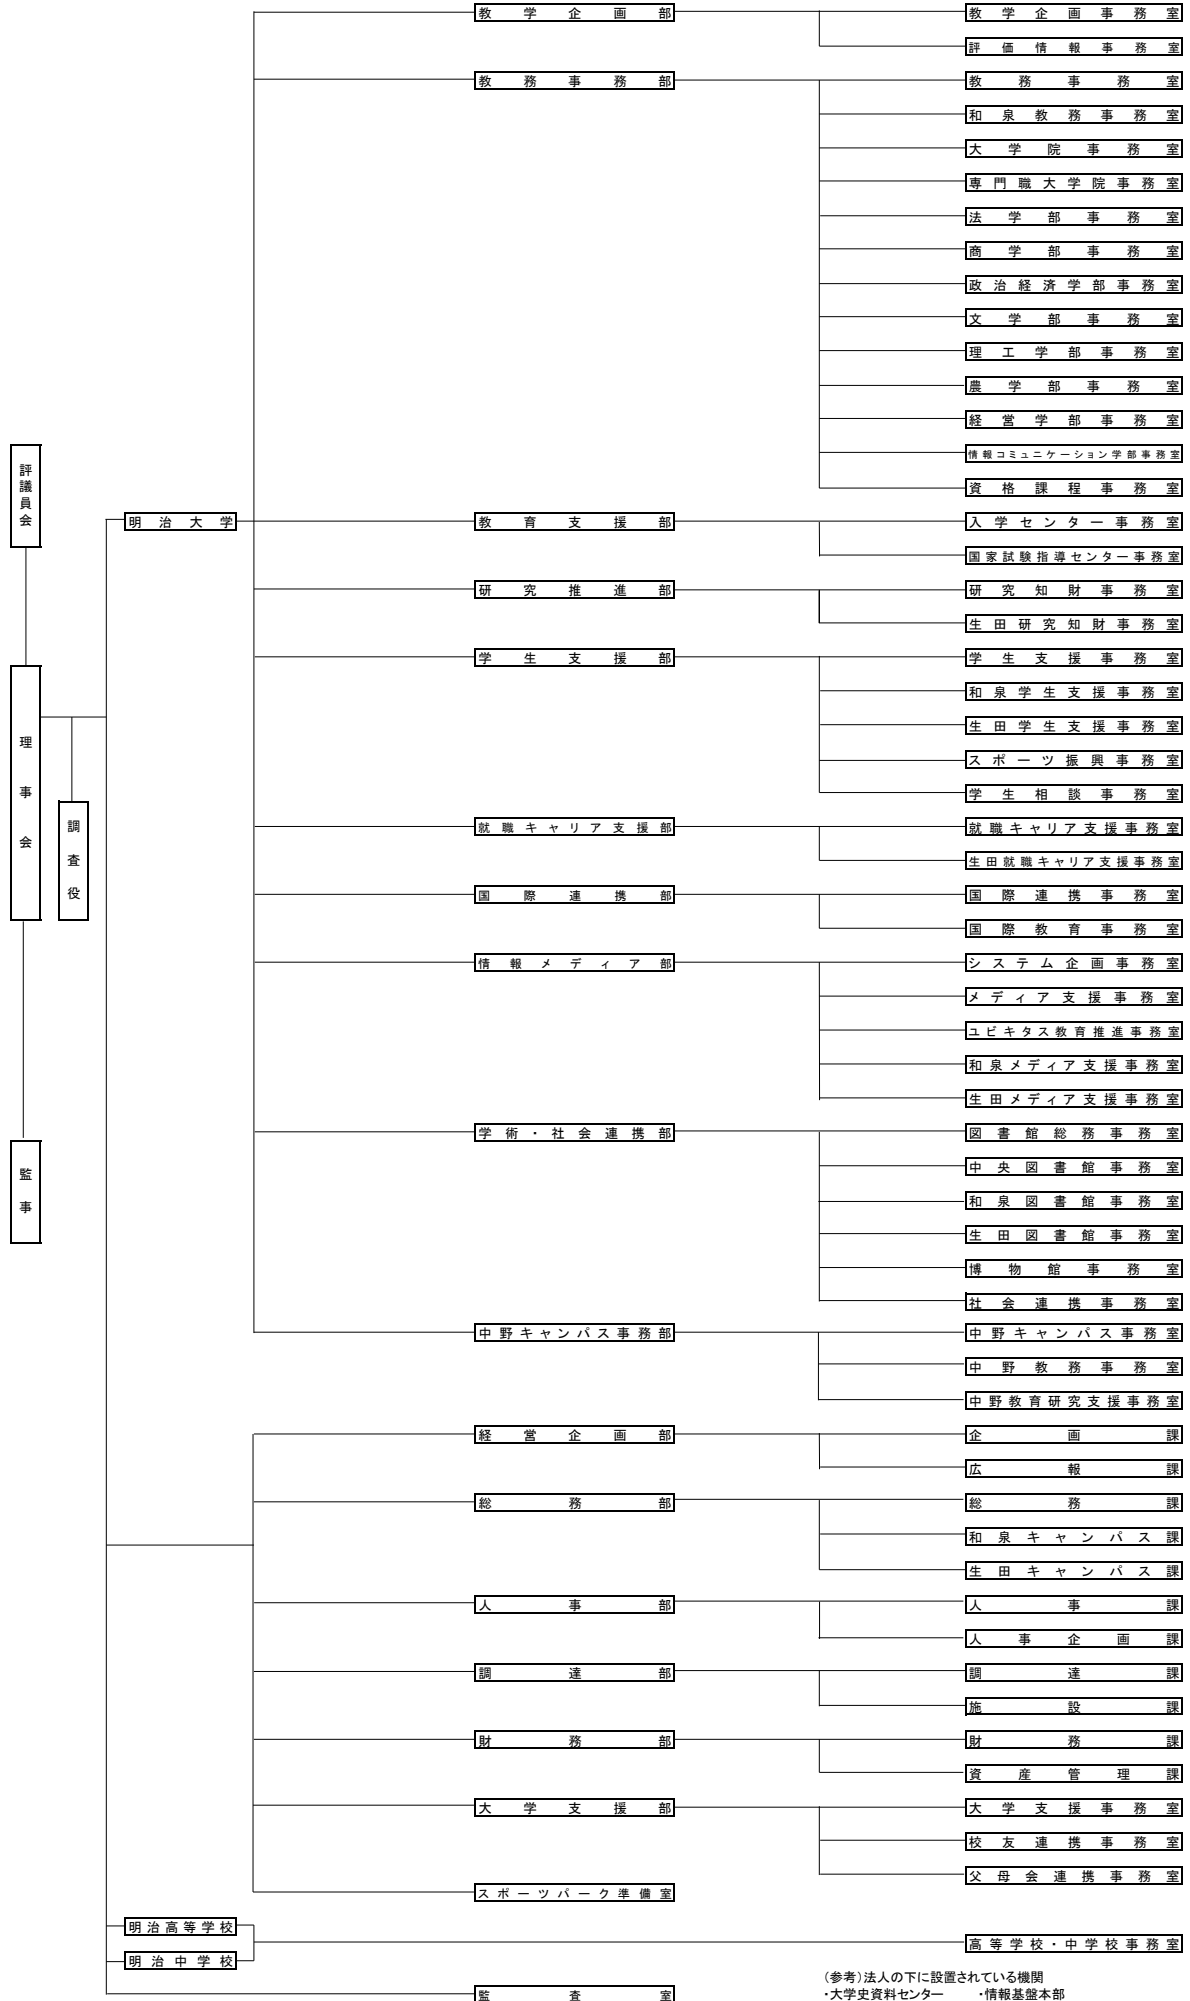 評議員会
理事会
調査役
監事
明治大学
教学企画部
教学企画事務室
評価情報事務室
教務事務部
教務事務室
和泉教務事務室
大学院事務室
専門職大学院事務室
法学部事務室
商学部事務室
政治経済学部事務室
文学部事務室
理工学部事務室
農学部事務室
経営学部事務室
情報コミュニケーション学部事務室
資格課程事務室
教育支援部
入学センター事務室
国家試験指導センター事務室
研究推進部
研究知財事務室
生田研究知財事務室
学生支援部
学生支援事務室
和泉学生支援事務室
生田学生支援事務室
スポーツ振興事務室
学生相談事務室
就職キャリア支援部
就職キャリア支援事務室
生田就職キャリア支援事務室
国際連携部
国際連携事務室
国際教育事務室
情報メディア部
システム企画事務室
メディア支援事務室
ユビキタス教育推進事務室
和泉メディア支援事務室
生田メディア支援事務室
学術・社会連携部
図書館総務事務室
中央図書館事務室
和泉図書館事務室
生田図書館事務室
博物館事務室
社会連携事務室
中野キャンパス事務部
中野キャンパス事務室
中野教務事務室
中野教育研究支援事務室
経営企画部
企画課
広報課
総務部
総務課
和泉キャンパス課
生田キャンパス課
人事部
人事課
人事企画課
調達部
調達課
施設課
財務部
財務課
資産管理課
大学支援部
大学支援事務室
校友連携事務室
父母会連携事務室
スポーツパーク準備室
明治高等学校
明治中学校
高等学校・中学校事務室
監査室
(参考)法人の下に設置されている機関
・大学史資料センター ・情報基盤本部